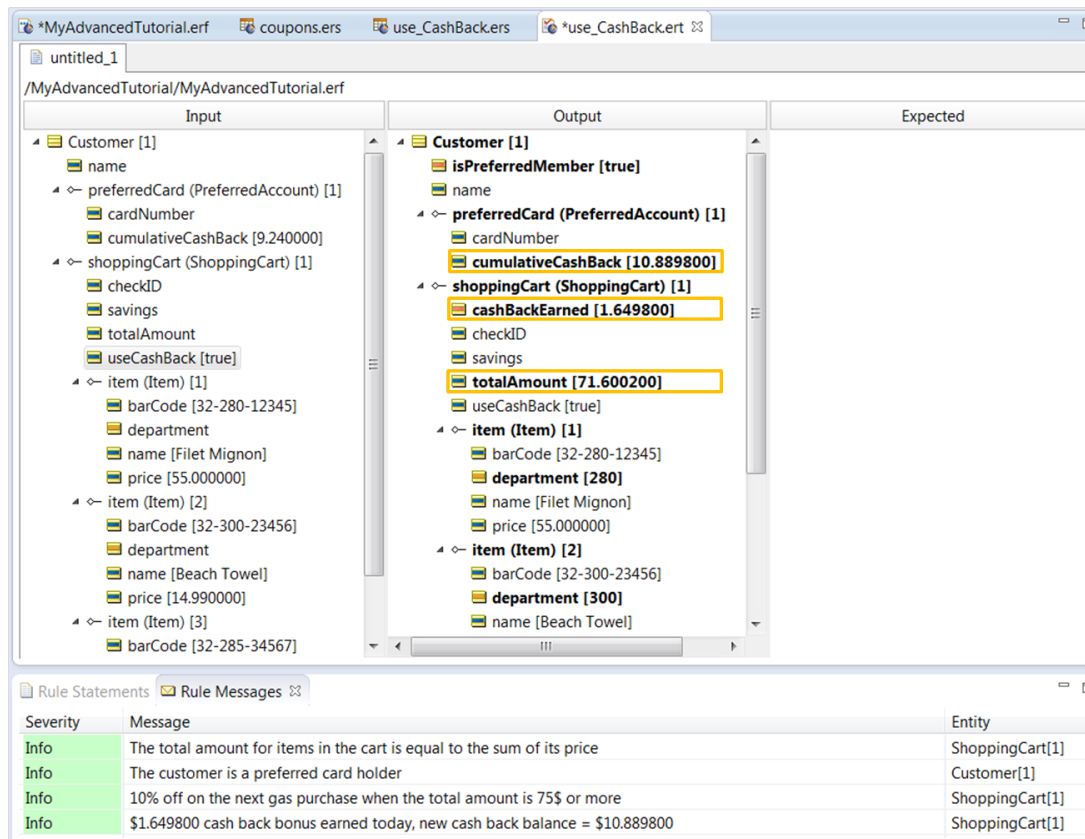 *MyAdvancedTutorial.erf coupons.ers use_CashBack.ers *use_CashBack.ert
untitled_1
/MyAdvancedTutorial/MyAdvancedTutorial.erf
Input Output Expected
Customer [1]
name
preferredCard (PreferredAccount) [1]
cardNumber
cumulativeCashBack [9.240000]
shoppingCart (ShoppingCart) [1]
checkID
savings
totalAmount
useCashBack [true]
item (Item) [1]
barCode [32-280-12345]
department
name [Filet Mignon]
price [55.000000]
item (Item) [2]
barCode [32-300-23456]
department
name [Beach Towel]
price [14.990000]
item (Item) [3]
barCode [32-285-34567]
Customer [1]
isPreferredMember [true]
name
preferredCard (PreferredAccount) [1]
cardNumber
cumulativeCashBack [10.889800]
shoppingCart (ShoppingCart) [1]
cashBackEarned [1.649800]
checkID
savings
totalAmount [71.600200]
useCashBack [true]
item (Item) [1]
barCode [32-280-12345]
department [280]
name [Filet Mignon]
price [55.000000]
item (Item) [2]
barCode [32-300-23456]
department [300]
name [Beach Towel]
Rule Statements Rule Messages
Severity Message Entity
Info The total amount for items in the cart is equal to the sum of its price ShoppingCart[1]
Info The customer is a preferred card holder Customer[1]
Info 10% off on the next gas purchase when the total amount is 75$ or more ShoppingCart[1]
Info $1.649800 cash back bonus earned today, new cash back balance = $10.889800 ShoppingCart[1]